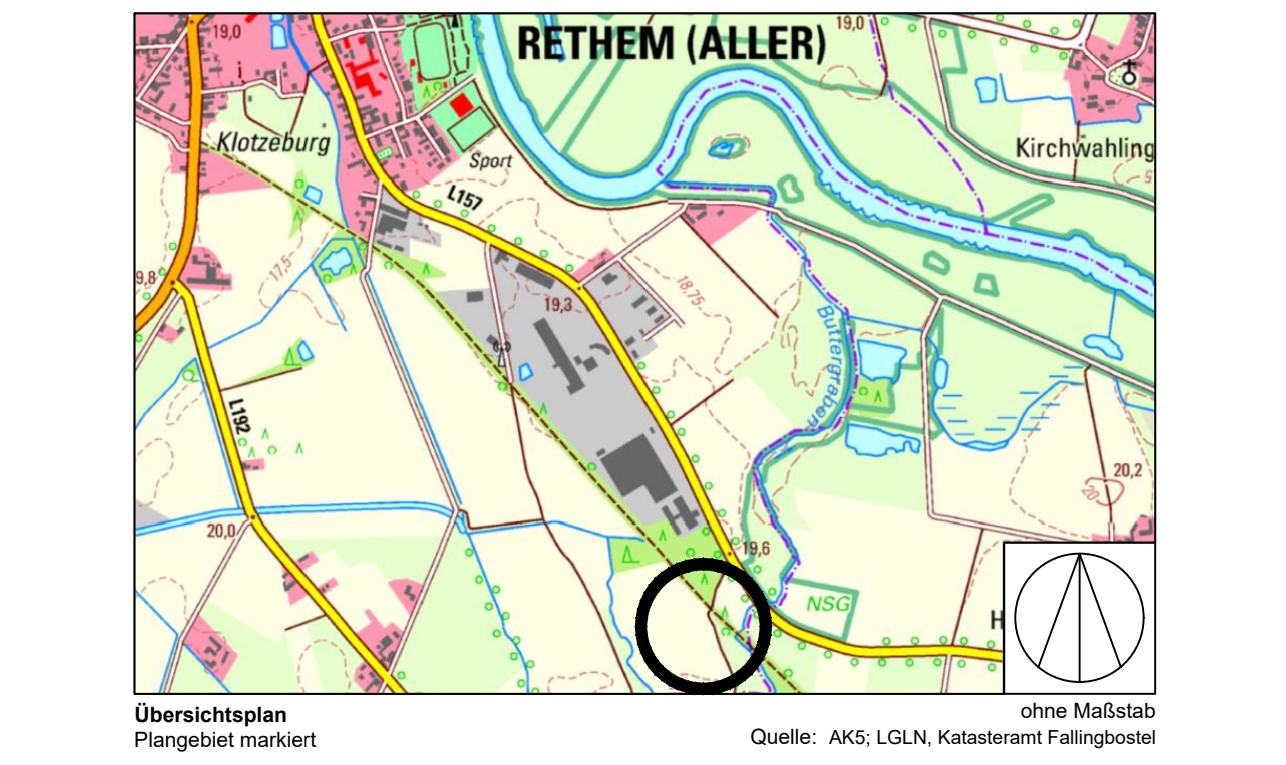 19,0
RETHEM (ALLER)
19,0
Klotzeburg
Sport
Kirchwahling
L157
17,5
9,8
19,3
18,75
Buttergraben
L192
20,2
20
20,0
19,6
NSG
H
Übersichtsplan
ohne Maßstab
Plangebiet markiert
Quelle: AK5; LGLN, Katasteramt Fallingbostel